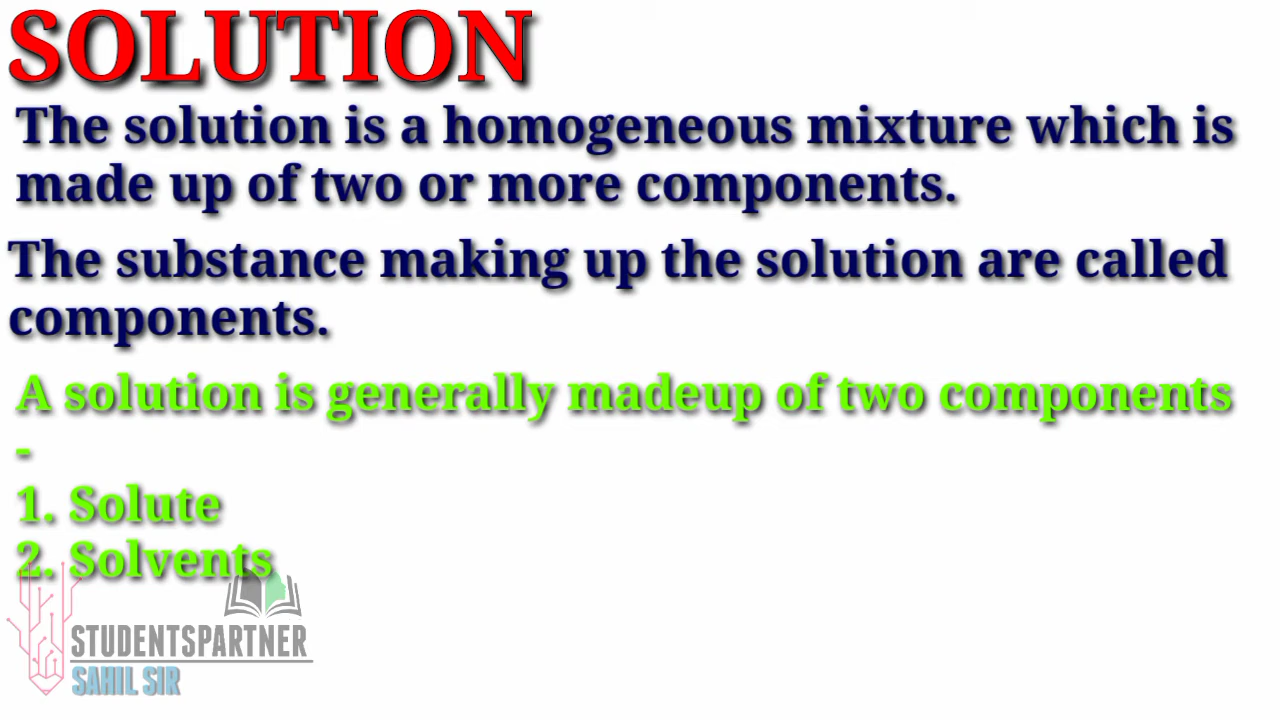 SOLUTION
The solution is a homogeneous mixture which is
made up of two or more components.
The substance making up the solution are called
components.
A solution is generally madeup of two components
-
1. Solute
2. Solvents
STUDENTSPARTNER
SAHIL SIR